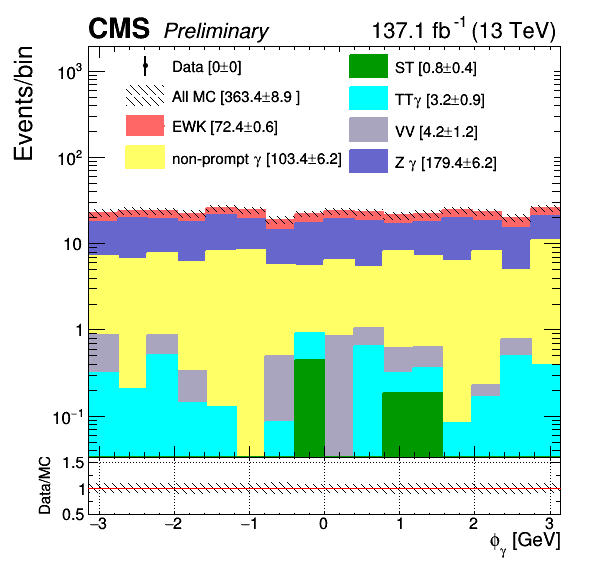 CMS Preliminary 137.1 fb⁻¹ (13 TeV)
Events/bin
Data [0±0]
All MC [363.4±8.9 ]
EWK [72.4±0.6]
non-prompt γ [103.4±6.2]
ST [0.8±0.4]
TTγ [3.2±0.9]
VV [4.2±1.2]
Z γ [179.4±6.2]
10³
10²
10
1
10⁻¹
Data/MC
1.5
1
0.5
−3 −2 −1 0 1 2 3
ϕγ [GeV]